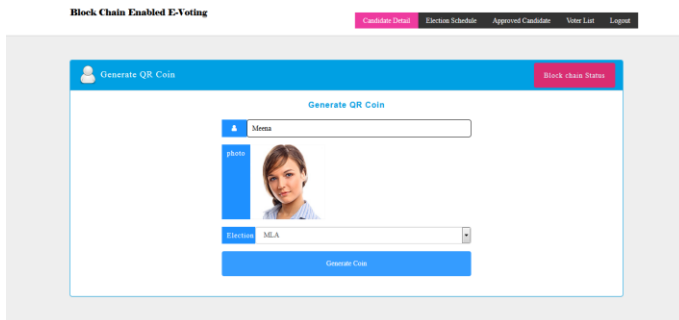 Block Chain Enabled E-Voting
Candidate Detail Election Schedule Approved Candidate Voter List Logout
Generate QR Coin
Block chain Status
Generate QR Coin
Meena
photo
Election MLA
Generate Coin